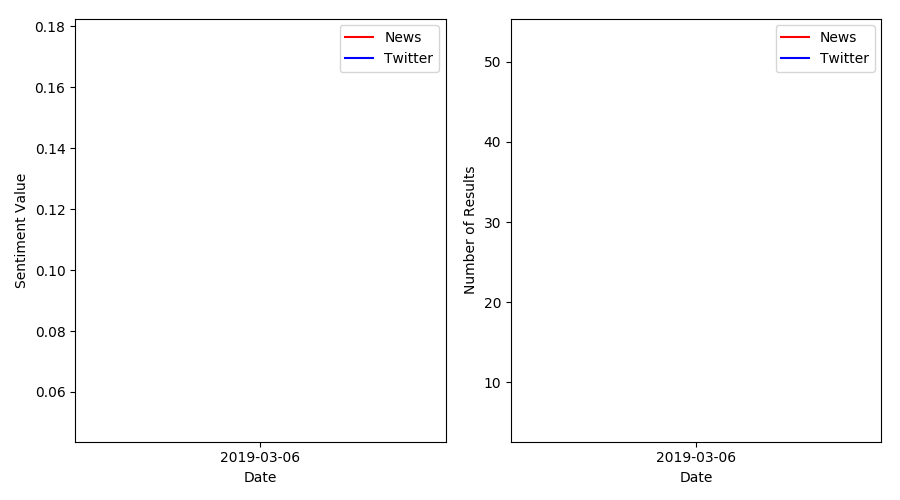 0.18
0.16
0.14
0.12
0.10
0.08
0.06
Sentiment Value
News
Twitter
2019-03-06
Date
50
40
30
20
10
Number of Results
News
Twitter
2019-03-06
Date